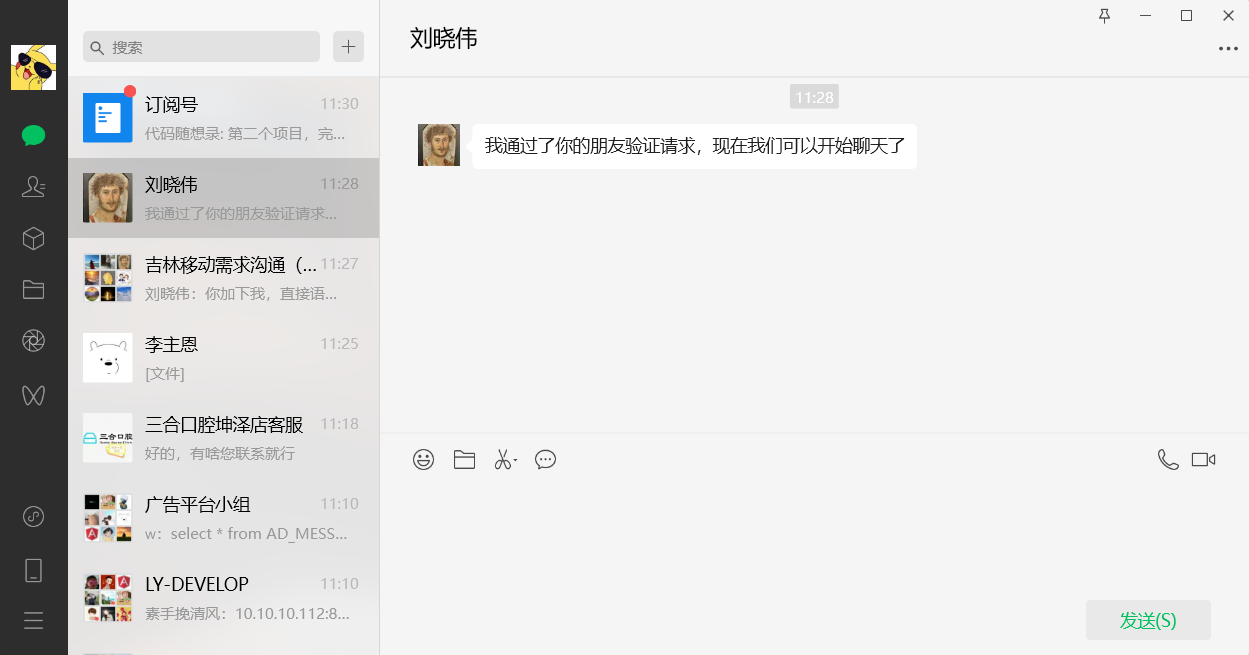 搜索
订阅号
11:30
代码随想录: 第二个项目，完...
刘晓伟
11:28
我通过了你的朋友验证请求...
吉林移动需求沟通（...
11:27
刘晓伟：你加下我，直接语...
李主恩
11:25
[文件]
三合口腔坤泽店客服
11:18
好的，有啥您联系就行
三合口腔
广告平台小组
11:10
w：select * from AD_MESS...
LY-DEVELOP
11:10
素手挽清风：10.10.10.112:8...
刘晓伟
11:28
我通过了你的朋友验证请求，现在我们可以开始聊天了
发送(S)